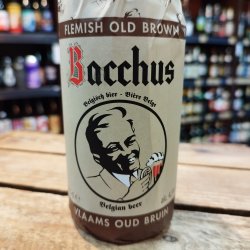 FLEMISH OLD BROWN
Bacchus
Belgisch bier - Bière Belge
Belgian beer
VLAAMS OUD BRUIN